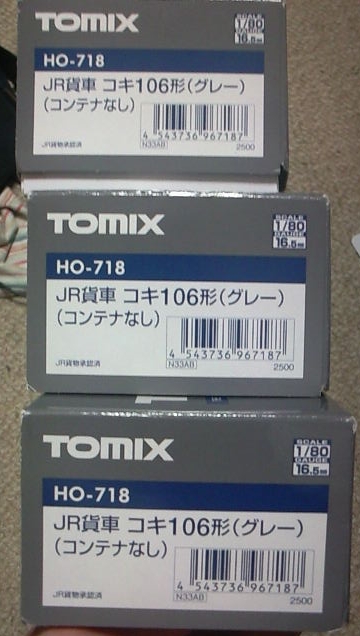 TOMIX
SCALE
1/80
GAUGE
16.5mm
HO-718
JR貨車 コキ106形(グレー)
(コンテナなし)
4 543736 967187
JR貨物承認済
N33AB
2500
TOMIX
SCALE
1/80
GAUGE
16.5mm
HO-718
JR貨車 コキ106形(グレー)
(コンテナなし)
4 543736 967187
JR貨物承認済
N33AB
2500
TOMIX
SCALE
1/80
GAUGE
16.5mm
HO-718
JR貨車 コキ106形(グレー)
(コンテナなし)
4 543736 967187
JR貨物承認済
N33AB
2500